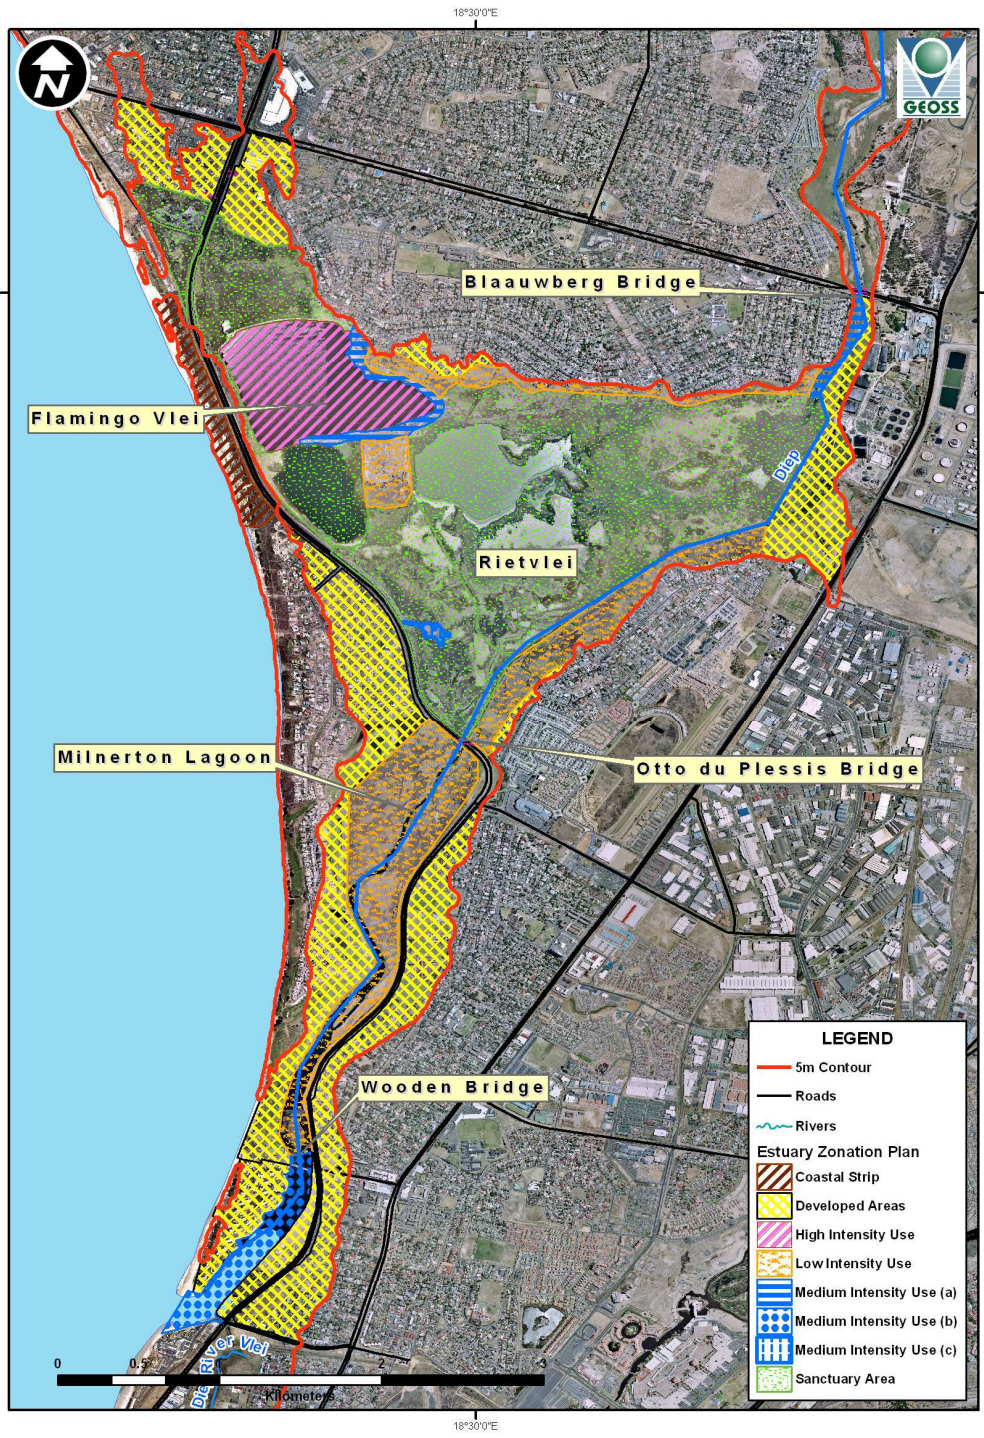 18°30'0"E
N
GEOSS
Blaauwberg Bridge
Flamingo Vlei
Diep
Rietvlei
Milnerton Lagoon
Otto du Plessis Bridge
Wooden Bridge
LEGEND
5m Contour
Roads
Rivers
Estuary Zonation Plan
Coastal Strip
Developed Areas
High Intensity Use
Low Intensity Use
Medium Intensity Use (a)
Medium Intensity Use (b)
Medium Intensity Use (c)
Sanctuary Area
River Vlei
0 0.5 1 2 3
Kilometers
18°30'0"E